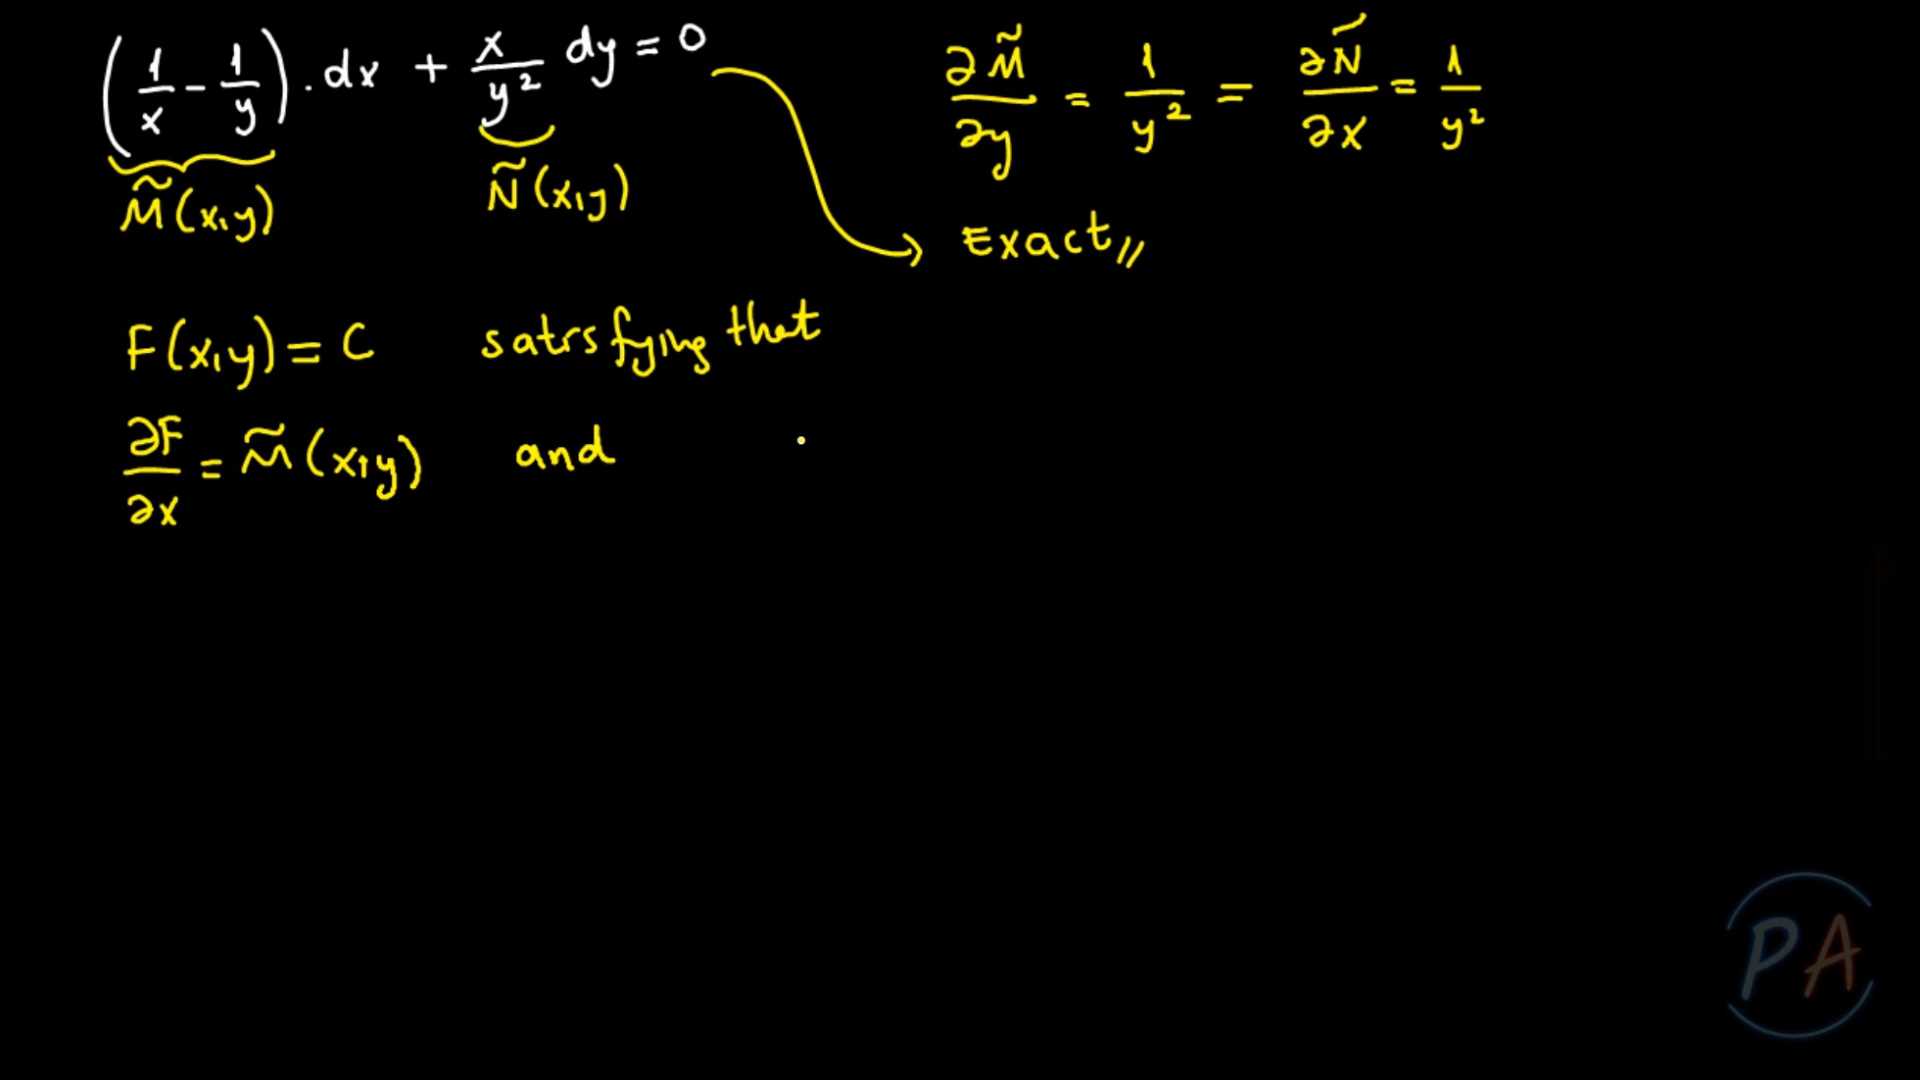 (1/x - 1/y) . dx + x/y² dy = 0
M̃(x,y) Ñ(x,y)
∂M̃/∂y = 1/y² = ∂Ñ/∂x = 1/y²
Exact //
F(x,y) = C satisfying that
∂F/∂x = M̃(x,y) and
PA